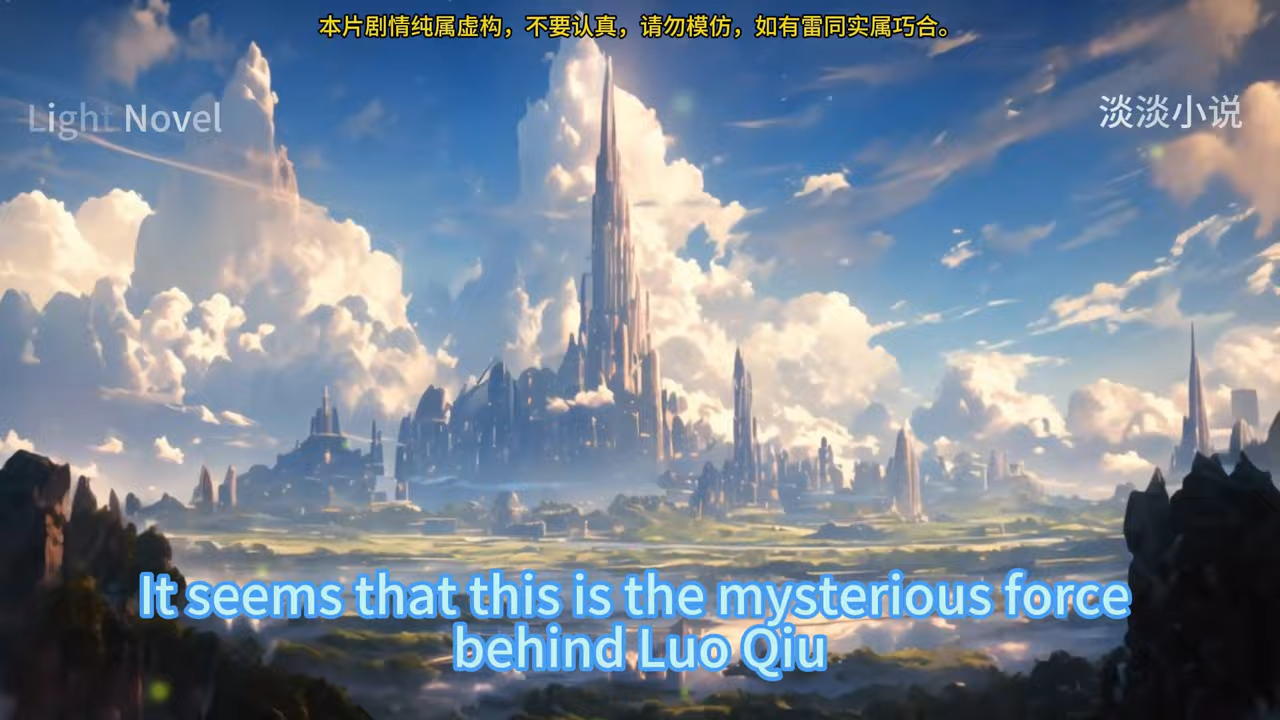 本片剧情纯属虚构，不要认真，请勿模仿，如有雷同实属巧合。
Light Novel
淡淡小说
It seems that this is the mysterious force
behind Luo Qiu